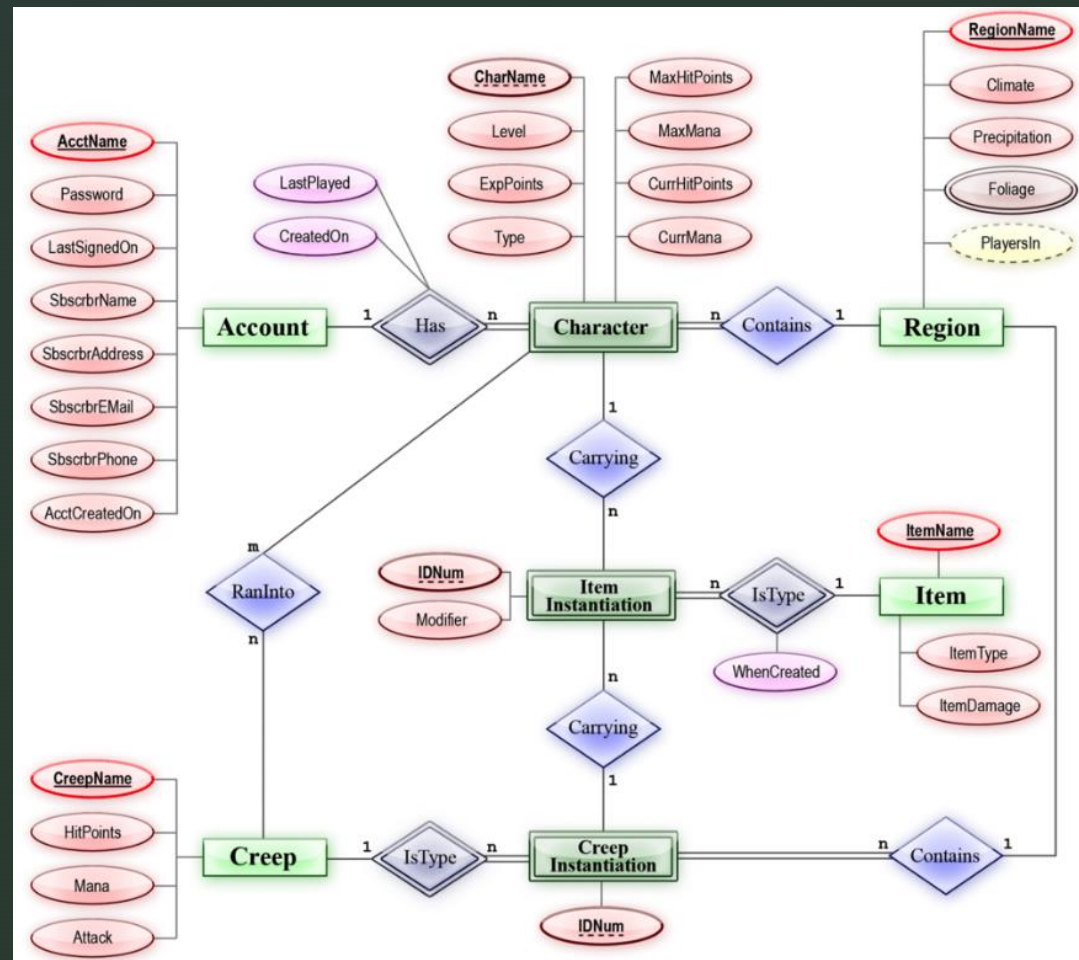 RegionName
CharName
MaxHitPoints
Climate
AcctName
Level
MaxMana
Precipitation
Password
LastPlayed
ExpPoints
CurrHitPoints
Foliage
LastSignedOn
CreatedOn
Type
CurrMana
PlayersIn
SbscrbrName
Account
1
Has
n
Character
n
Contains
1
Region
SbscrbrAddress
SbscrbrEMail
1
SbscrbrPhone
Carrying
AcctCreatedOn
n
ItemName
m
IDNum
RanInto
Item
Instantiation
n
IsType
1
Item
Modifier
n
ItemType
WhenCreated
n
ItemDamage
Carrying
CreepName
1
HitPoints
Creep
1
IsType
n
Creep
Instantiation
n
Contains
1
Mana
IDNum
Attack